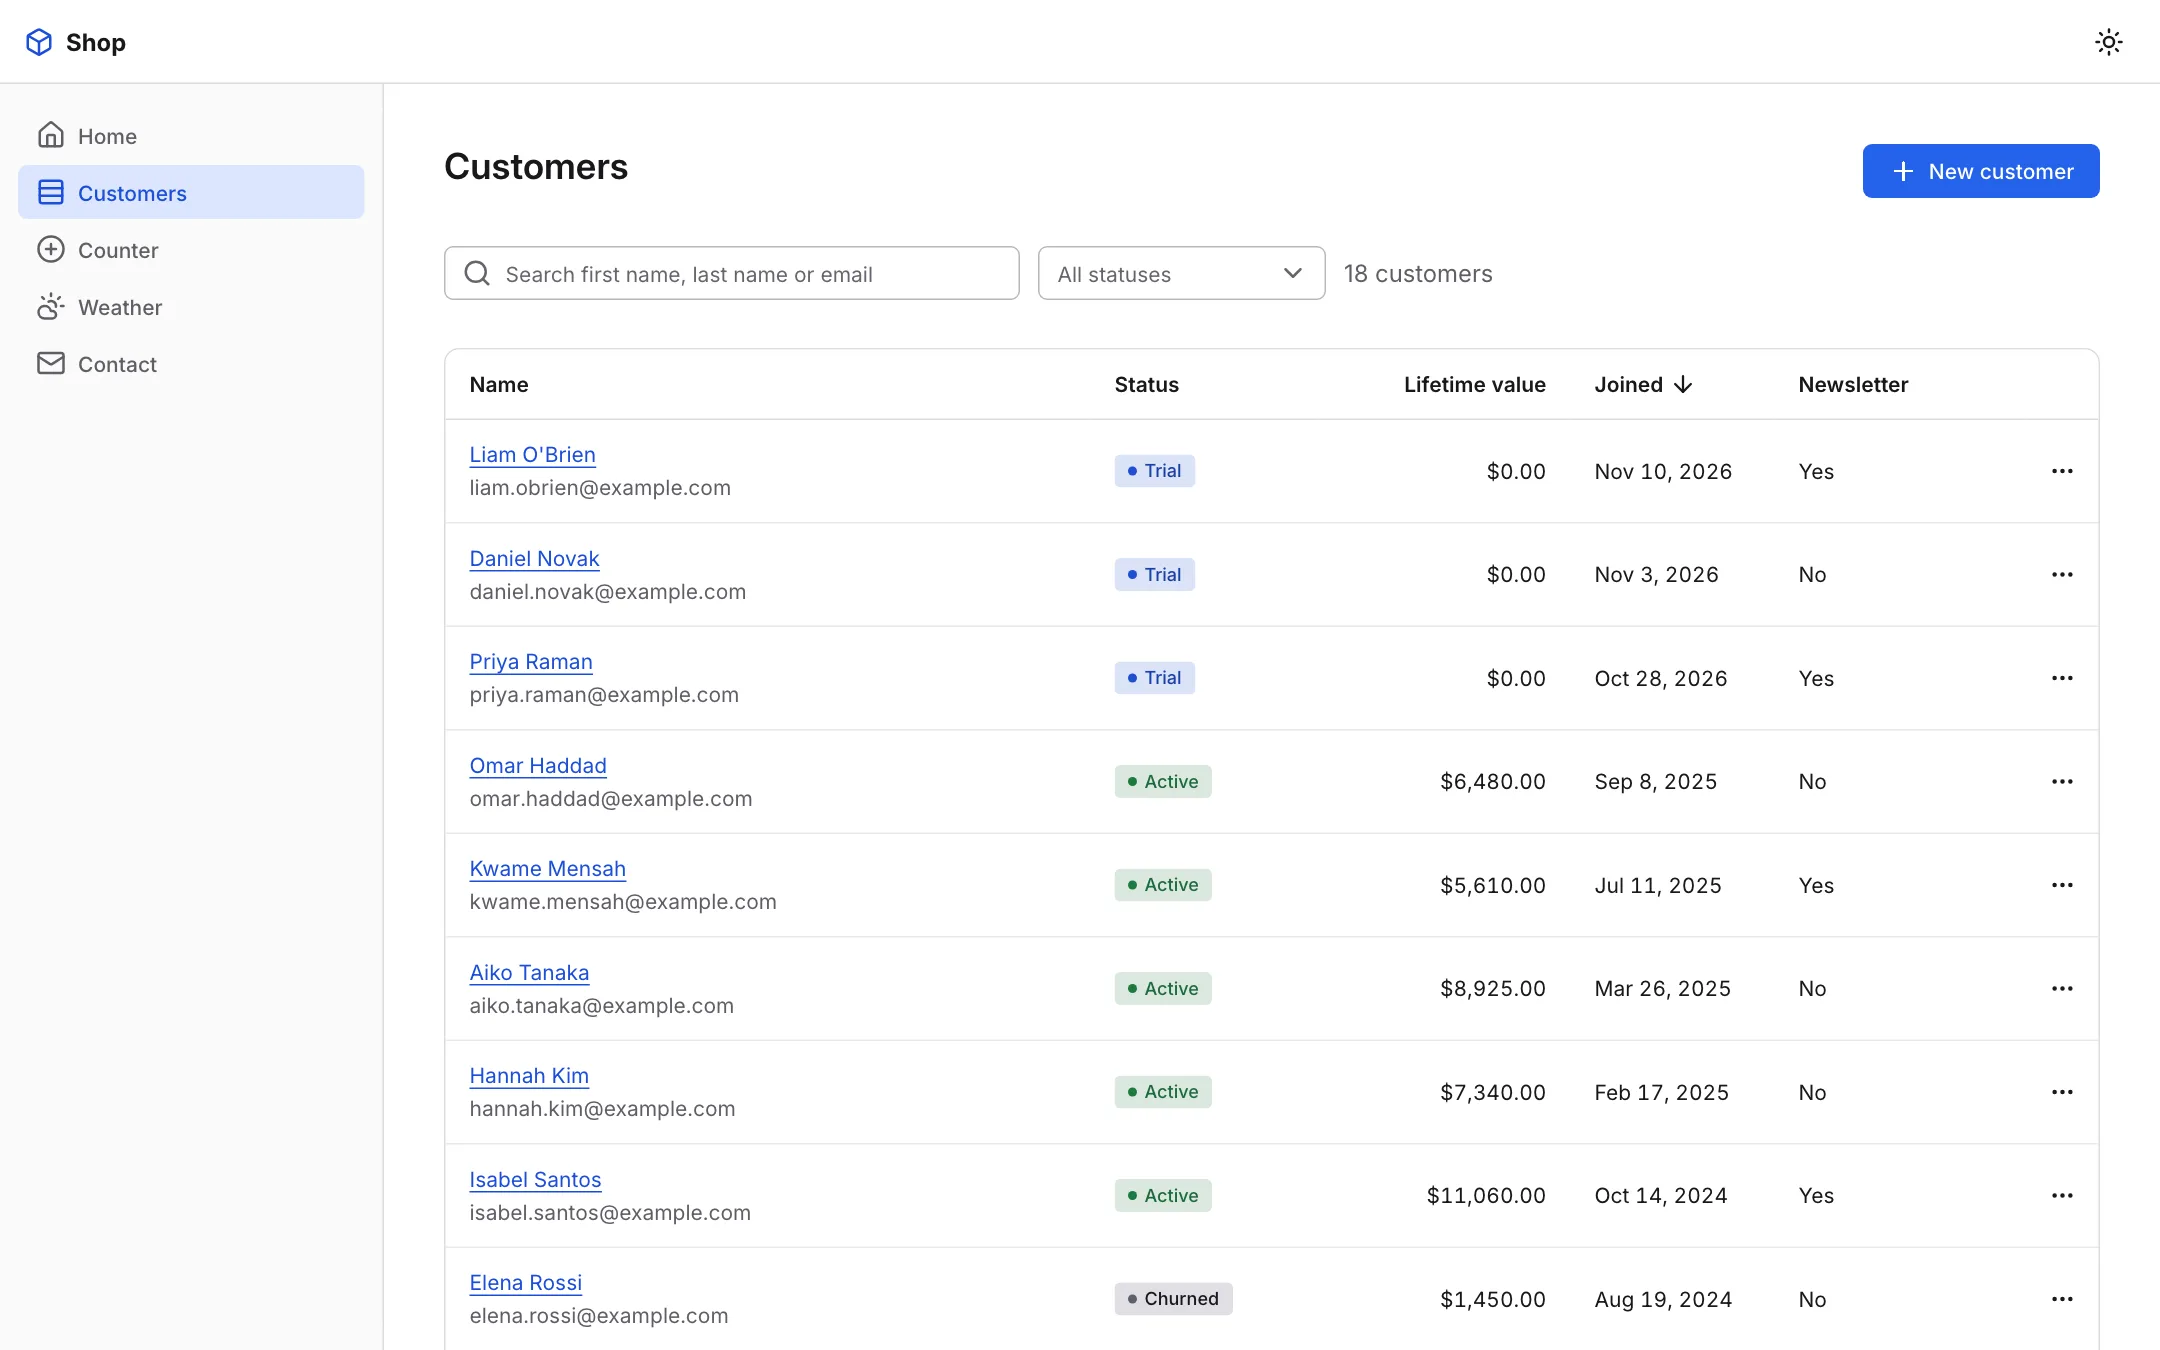 Shop
Home
Customers
Counter
Weather
Contact
Customers
New customer
Search first name, last name or email
All statuses
18 customers
Name Status Lifetime value Joined Newsletter
Liam O'Brien
liam.obrien@example.com
Trial $0.00 Nov 10, 2026 Yes
Daniel Novak
daniel.novak@example.com
Trial $0.00 Nov 3, 2026 No
Priya Raman
priya.raman@example.com
Trial $0.00 Oct 28, 2026 Yes
Omar Haddad
omar.haddad@example.com
Active $6,480.00 Sep 8, 2025 No
Kwame Mensah
kwame.mensah@example.com
Active $5,610.00 Jul 11, 2025 Yes
Aiko Tanaka
aiko.tanaka@example.com
Active $8,925.00 Mar 26, 2025 No
Hannah Kim
hannah.kim@example.com
Active $7,340.00 Feb 17, 2025 No
Isabel Santos
isabel.santos@example.com
Active $11,060.00 Oct 14, 2024 Yes
Elena Rossi
elena.rossi@example.com
Churned $1,450.00 Aug 19, 2024 No